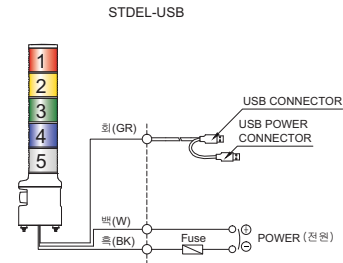 STDEL-USB
1
2
3
4
5
회(GR)
USB CONNECTOR
USB POWER
CONNECTOR
백(W)
흑(BK)
Fuse
⊕
⊖
POWER (전원)